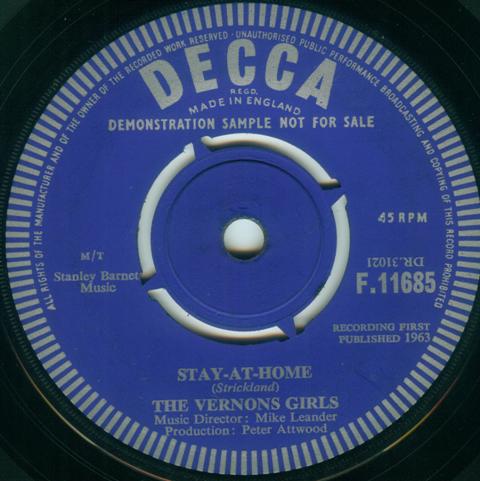 ALL RIGHTS OF THE MANUFACTURER AND OF THE OWNER OF THE RECORDED WORK RESERVED · UNAUTHORISED PUBLIC PERFORMANCE BROADCASTING AND COPYING OF THIS RECORD PROHIBITED
DECCA
REGD.
MADE IN ENGLAND
DEMONSTRATION SAMPLE NOT FOR SALE
45 RPM
M/T
Stanley Barnet
Music
DR.31021
F.11685
RECORDING FIRST
PUBLISHED 1963
STAY-AT-HOME
(Strickland)
THE VERNONS GIRLS
Music Director: Mike Leander
Production: Peter Attwood